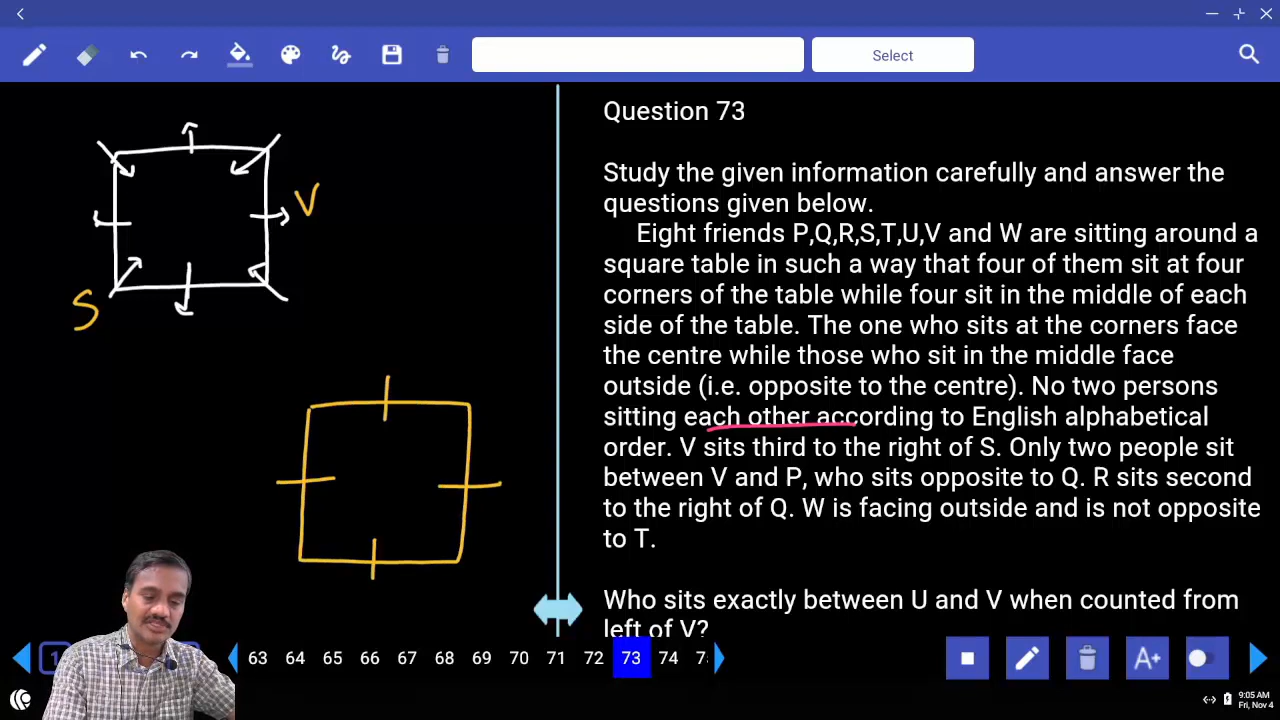 Select
Question 73
V
Study the given information carefully and answer the
questions given below.
Eight friends P,Q,R,S,T,U,V and W are sitting around a
square table in such a way that four of them sit at four
S
corners of the table while four sit in the middle of each
side of the table. The one who sits at the corners face
the centre while those who sit in the middle face
outside (i.e. opposite to the centre). No two persons
sitting each other according to English alphabetical
order. V sits third to the right of S. Only two people sit
between V and P, who sits opposite to Q. R sits second
to the right of Q. W is facing outside and is not opposite
to T.
Who sits exactly between U and V when counted from
left of V?
63 64 65 66 67 68 69 70 71 72 73 74
A+
9:05 AM
Fri, Nov 4